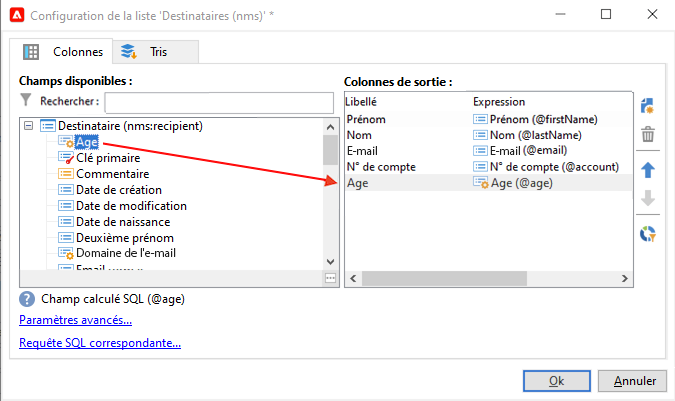 Configuration de la liste 'Destinataires (nms)' *
Colonnes
Tris
Champs disponibles :
Rechercher :
Destinataire (nms:recipient)
Age
Clé primaire
Commentaire
Date de création
Date de modification
Date de naissance
Deuxième prénom
Domaine de l'e-mail
Email
Colonnes de sortie :
Libellé Expression
Prénom Prénom (@firstName)
Nom Nom (@lastName)
E-mail E-mail (@email)
N° de compte N° de compte (@account)
Age Age (@age)
Champ calculé SQL (@age)
Paramètres avancés...
Requête SQL correspondante...
Ok
Annuler